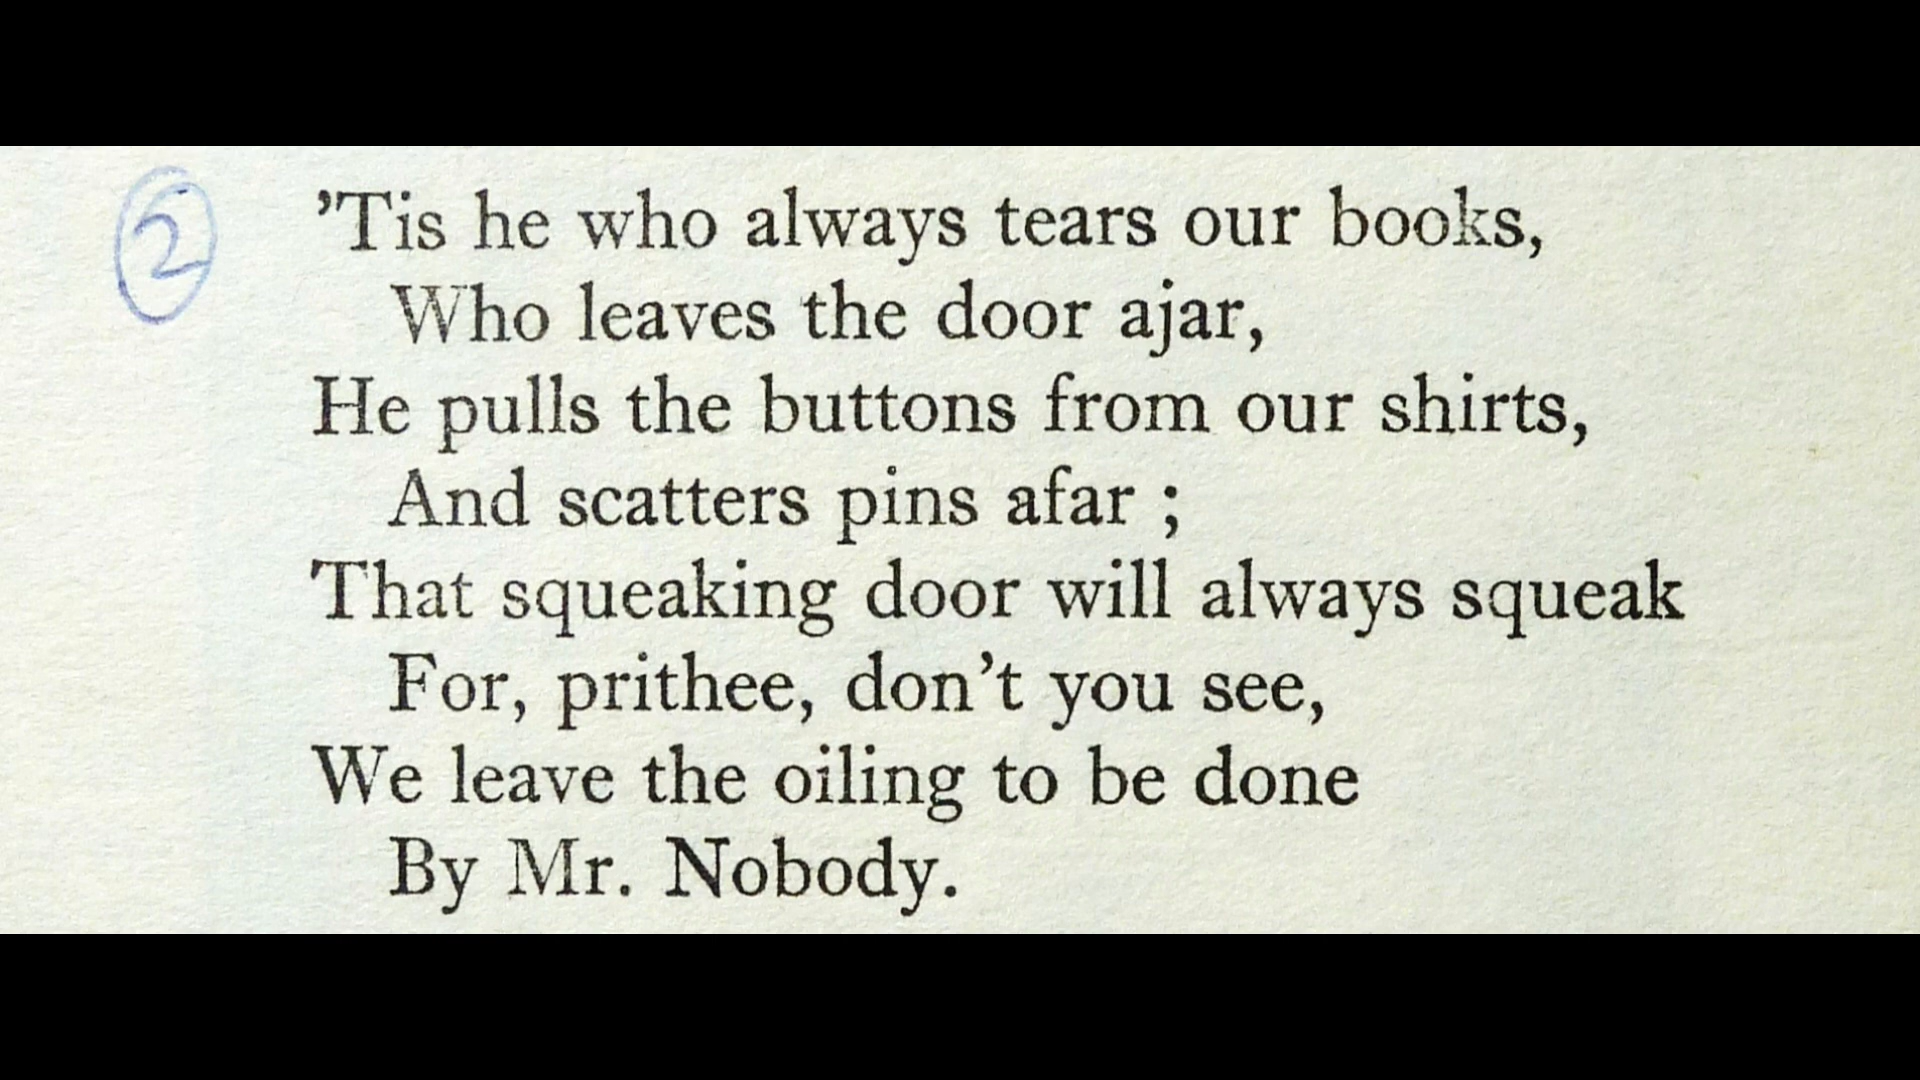 2
’Tis he who always tears our books,
Who leaves the door ajar,
He pulls the buttons from our shirts,
And scatters pins afar ;
That squeaking door will always squeak
For, prithee, don’t you see,
We leave the oiling to be done
By Mr. Nobody.